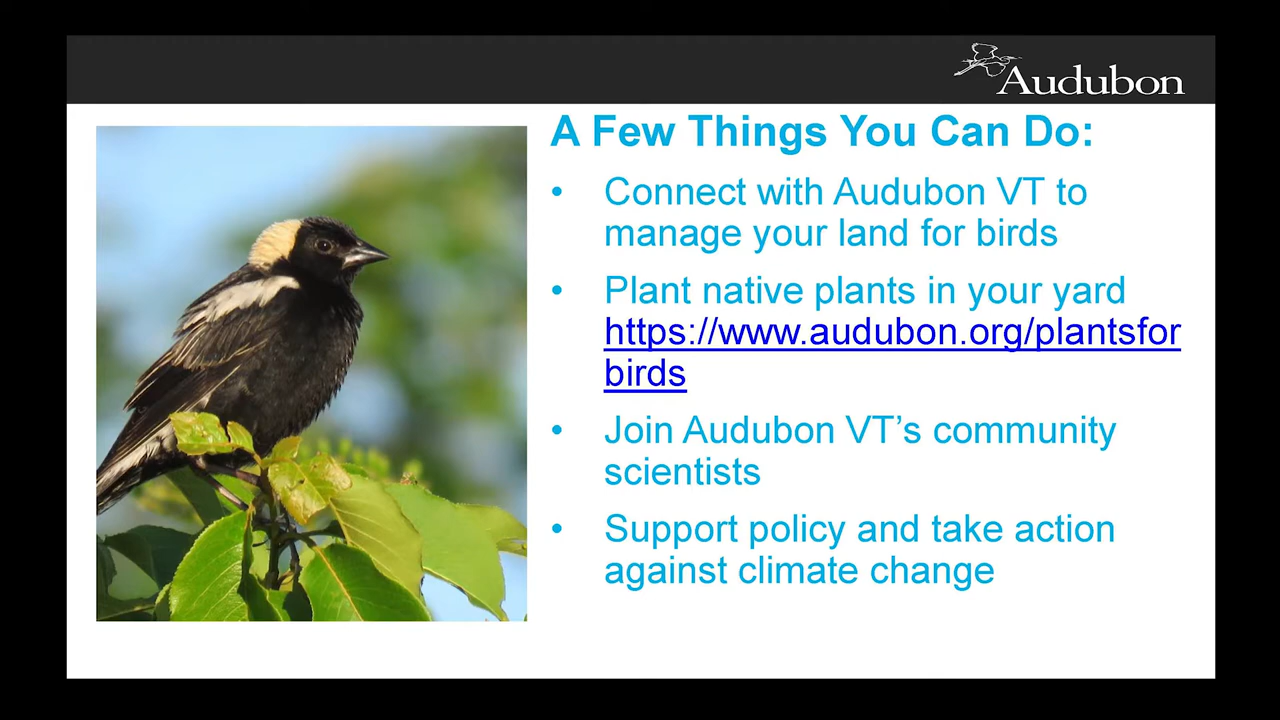 Audubon
A Few Things You Can Do:
• Connect with Audubon VT to
manage your land for birds
• Plant native plants in your yard
https://www.audubon.org/plantsfor
birds
• Join Audubon VT’s community
scientists
• Support policy and take action
against climate change